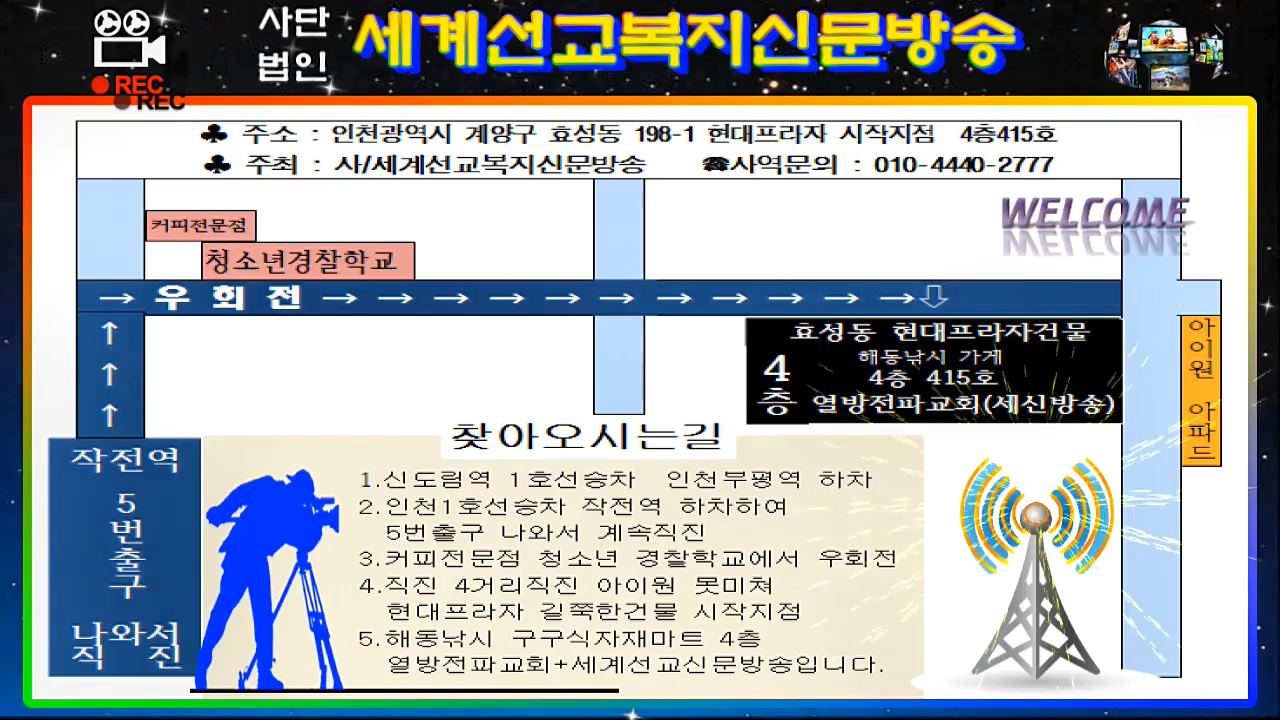 사단
법인
세계선교복지신문방송
REC
REC
♣ 주소 : 인천광역시 계양구 효성동 198-1 현대프라자 시작지점 4층415호
♣ 주최 : 사/세계선교복지신문방송 ☎사역문의 : 010-4440-2777
WELCOME
커피전문점
청소년경찰학교
→ 우 회 전 → → → → → → → → → → → ⇩
↑
↑
↑
효성동 현대프라자건물
해동낚시 가게
4층
4층 415호
열방전파교회(세신방송)
아이원 아파드
작전역
5번출구
나와서
직 진
찾아오시는길
1.신도림역 1호선승차 인천부평역 하차
2.인천1호선승차 작전역 하차하여
5번출구 나와서 계속직진
3.커피전문점 청소년 경찰학교에서 우회전
4.직진 4거리직진 아이원 못미쳐
현대프라자 길쭉한건물 시작지점
5.해동낚시 구구식자재마트 4층
열방전파교회+세계선교신문방송입니다.